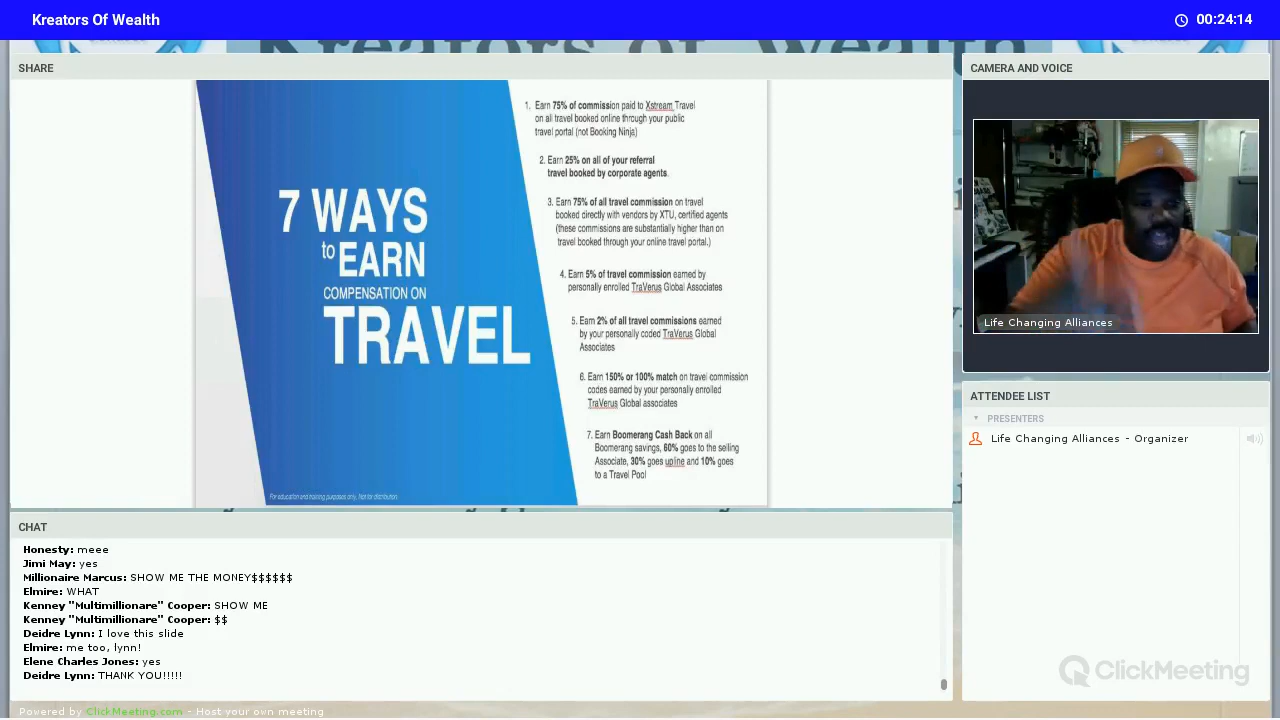 Kreators Of Wealth
00:24:14
Kreators of Wealth
SHARE
7 WAYS
to EARN
COMPENSATION ON
TRAVEL
1. Earn 75% of commission paid to Xstream Travel
on all travel booked online through your public
travel portal (not Booking Ninja)
2. Earn 25% on all of your referral
travel booked by corporate agents.
3. Earn 75% of all travel commission on travel
booked directly with vendors by XTU, certified agents
(these commissions are substantially higher than on
travel booked through your online travel portal.)
4. Earn 5% of travel commission earned by
personally enrolled TraVerus Global Associates
5. Earn 2% of all travel commissions earned
by your personally coded TraVerus Global
Associates
6. Earn 150% or 100% match on travel commission
codes earned by your personally enrolled
TraVerus Global associates
7. Earn Boomerang Cash Back on all
Boomerang savings, 60% goes to the selling
Associate, 30% goes upline and 10% goes
to a Travel Pool
For education and training purposes only. Not for distribution.
CAMERA AND VOICE
Life Changing Alliances
ATTENDEE LIST
PRESENTERS
Life Changing Alliances - Organizer
CHAT
Honesty: meee
Jimi May: yes
Millionaire Marcus: SHOW ME THE MONEY$$$$$$
Elmire: WHAT
Kenney "Multimillionare" Cooper: SHOW ME
Kenney "Multimillionare" Cooper: $$
Deidre Lynn: I love this slide
Elmire: me too, lynn!
Elene Charles Jones: yes
Deidre Lynn: THANK YOU!!!!!
ClickMeeting
Powered by ClickMeeting.com - Host your own meeting